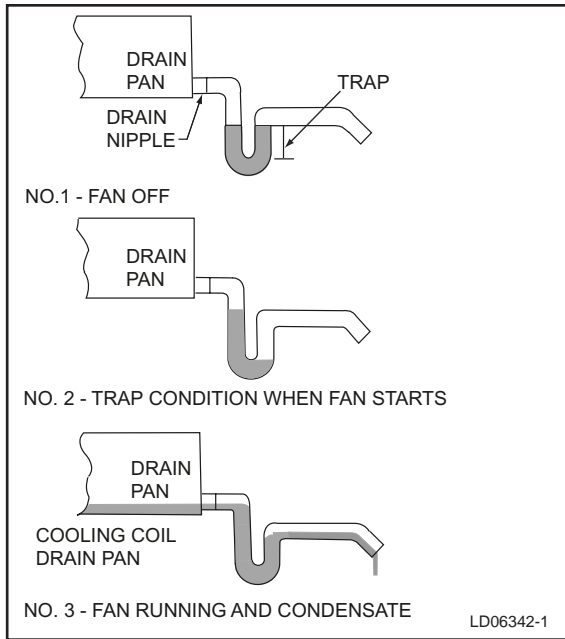 DRAIN
PAN
TRAP
DRAIN
NIPPLE
NO.1 - FAN OFF
DRAIN
PAN
NO. 2 - TRAP CONDITION WHEN FAN STARTS
DRAIN
PAN
COOLING COIL
DRAIN PAN
NO. 3 - FAN RUNNING AND CONDENSATE
LD06342-1